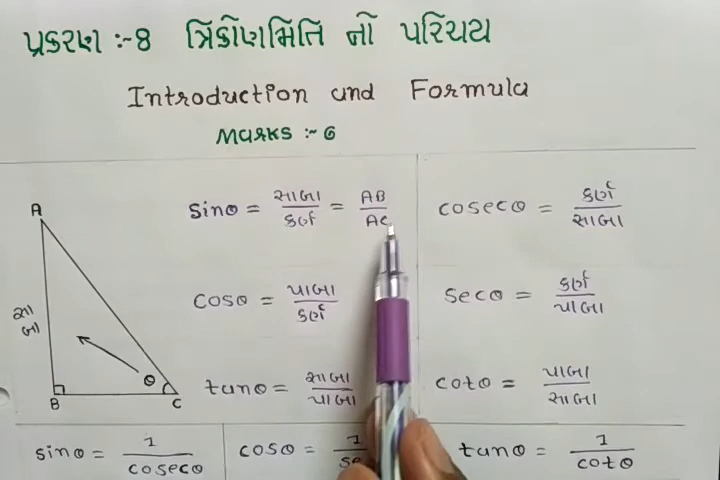 પ્રકરણ :- 8 ત્રિકોણમિતિ નો પરિચય
Introduction and Formula
Marks :- 6
A
સા બા
B
C
θ
sinθ = સાબા / કર્ણ = AB / AC
cosecθ = કર્ણ / સાબા
cosθ = પાબા / કર્ણ
secθ = કર્ણ / પાબા
tanθ = સાબા / પાબા
cotθ = પાબા / સાબા
sinθ = 1 / cosecθ
cosθ = 1 /
tanθ = 1 / cotθ